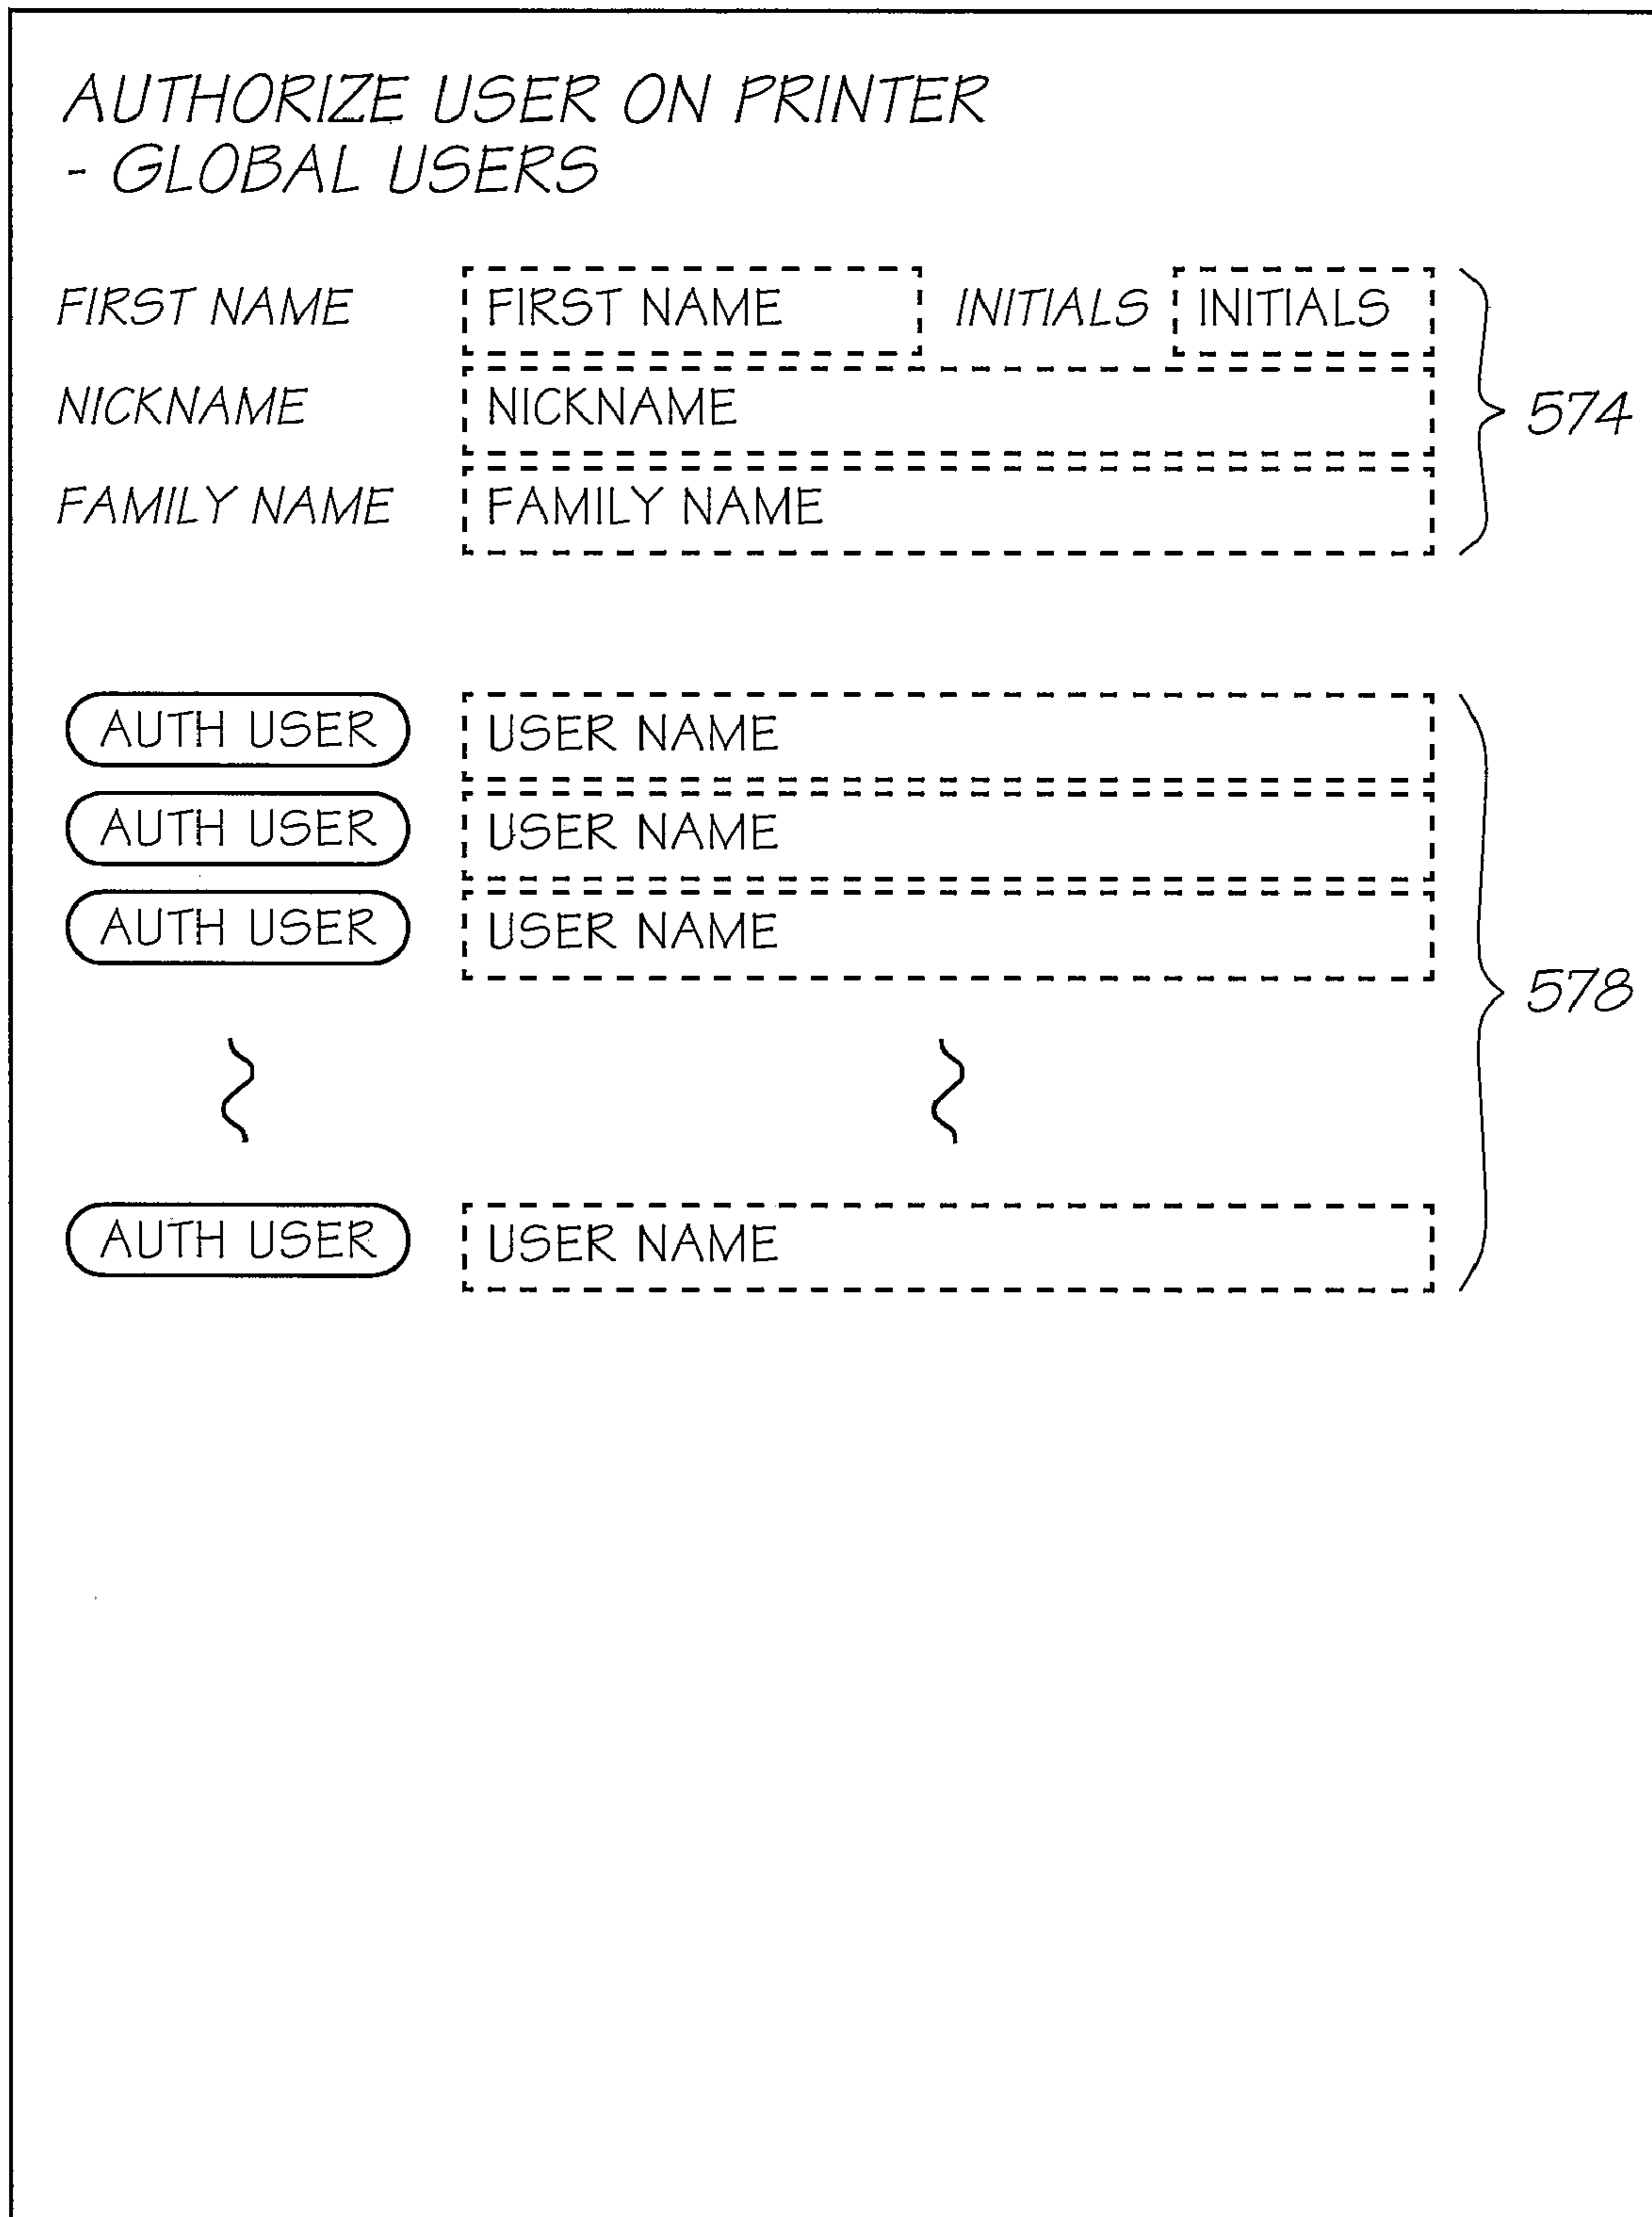 AUTHORIZE USER ON PRINTER
- GLOBAL USERS
FIRST NAME FIRST NAME INITIALS INITIALS
NICKNAME NICKNAME 574
FAMILY NAME FAMILY NAME
AUTH USER USER NAME
AUTH USER USER NAME
AUTH USER USER NAME
578
AUTH USER USER NAME